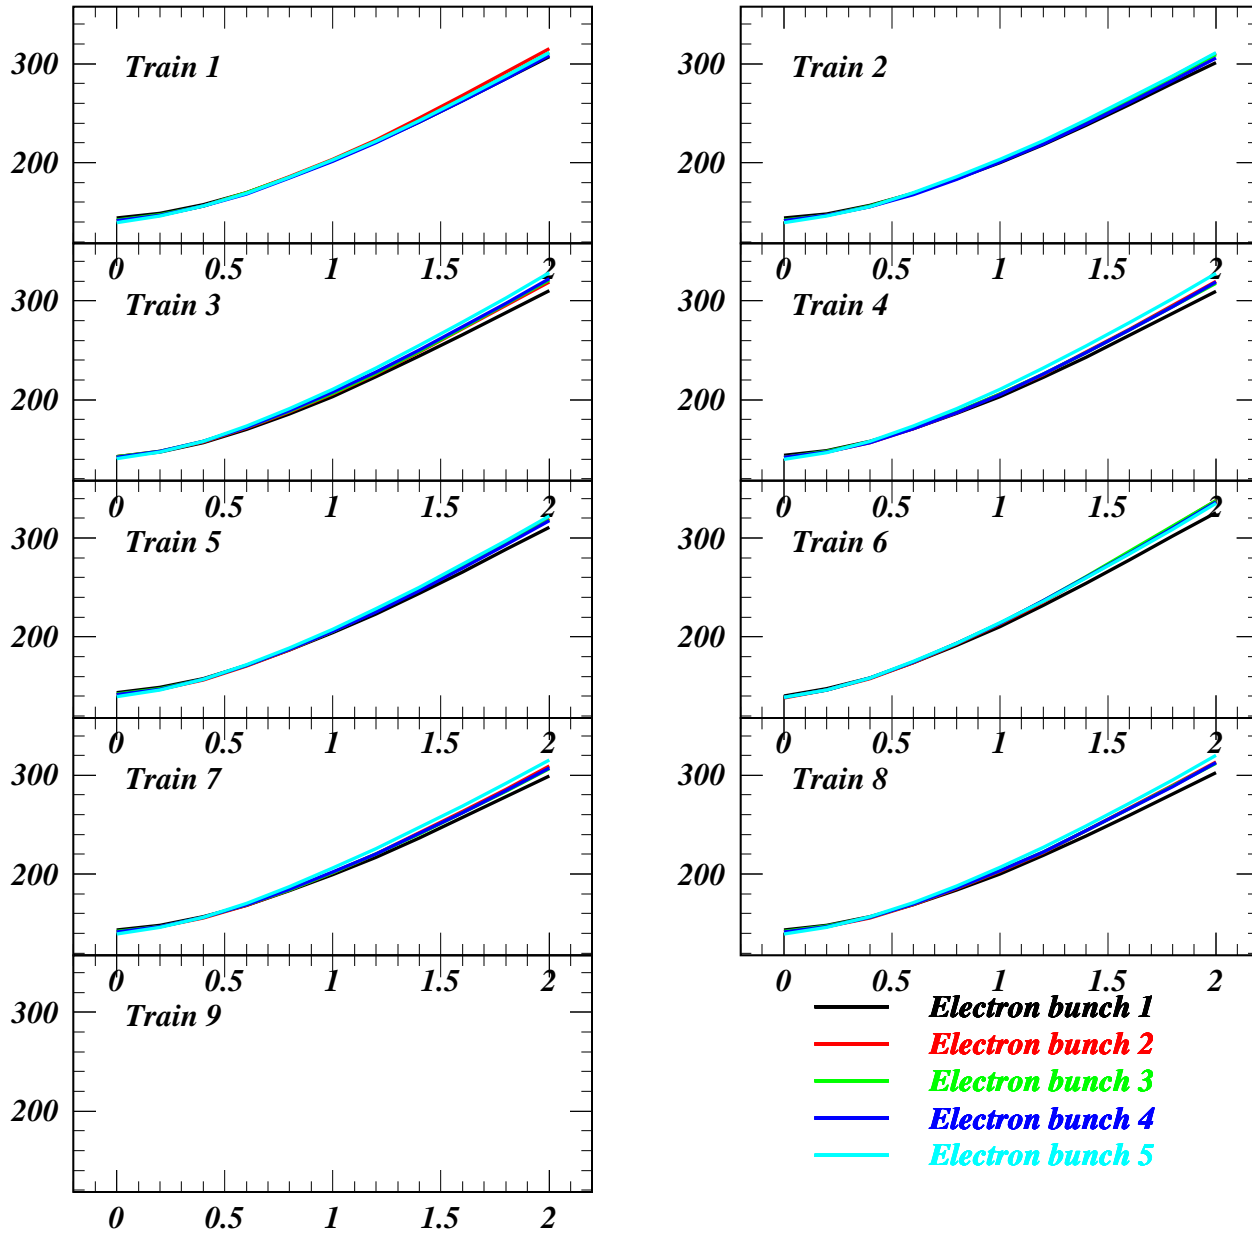 300 Train 1
200
300 Train 2
200
0 0.5 1 1.5 2
0 0.5 1 1.5 2
300 Train 3
200
300 Train 4
200
0 0.5 1 1.5 2
0 0.5 1 1.5 2
300 Train 5
200
300 Train 6
200
0 0.5 1 1.5 2
0 0.5 1 1.5 2
300 Train 7
200
300 Train 8
200
0 0.5 1 1.5 2
0 0.5 1 1.5 2
300 Train 9
200
0 0.5 1 1.5 2
Electron bunch 1
Electron bunch 2
Electron bunch 3
Electron bunch 4
Electron bunch 5